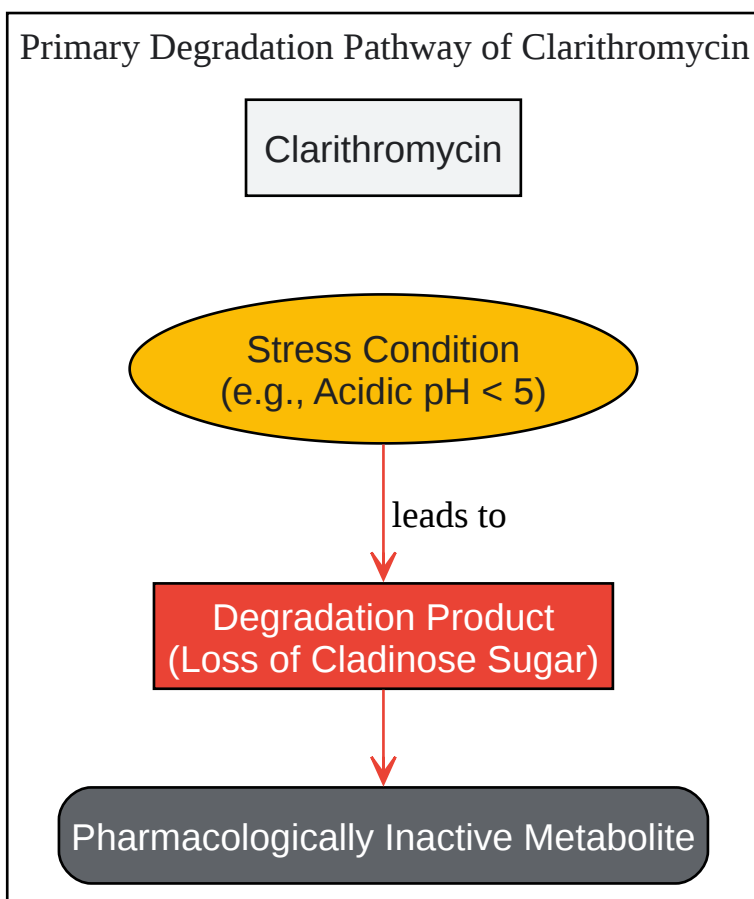 Primary Degradation Pathway of Clarithromycin
Clarithromycin
Stress Condition
(e.g., Acidic pH < 5)
leads to
Degradation Product
(Loss of Cladinose Sugar)
Pharmacologically Inactive Metabolite